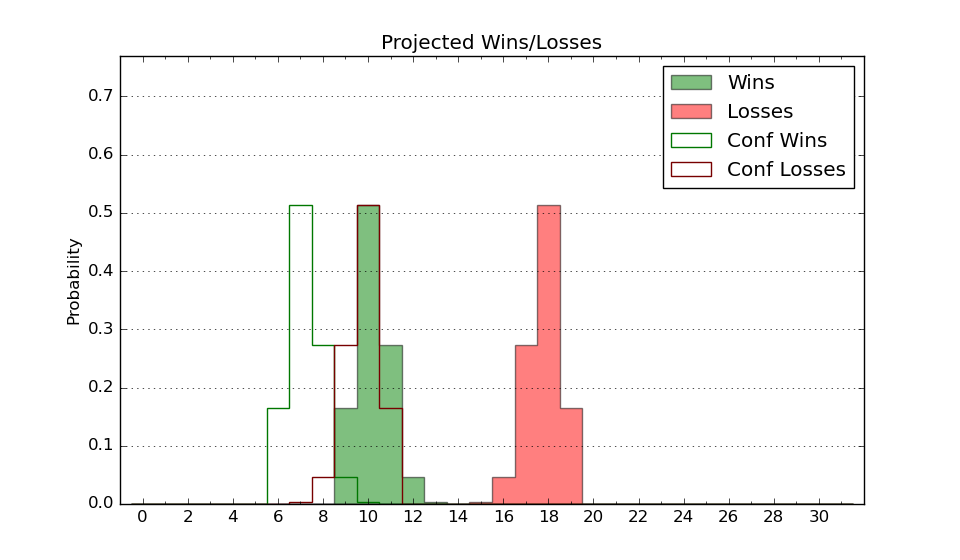 Projected Wins/Losses
Wins
Losses
Conf Wins
Conf Losses
Probability
0.7
0.6
0.5
0.4
0.3
0.2
0.1
0.0
0 2 4 6 8 10 12 14 16 18 20 22 24 26 28 30